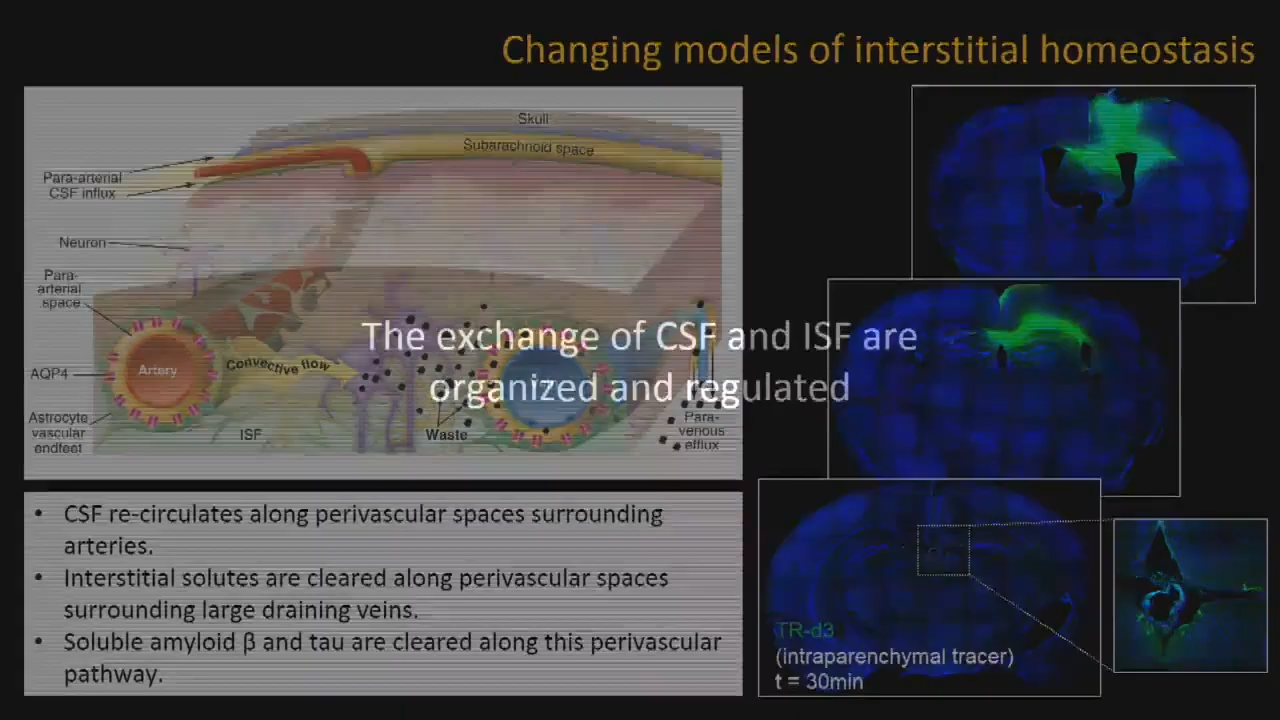 Changing models of interstitial homeostasis
Skull
Subarachnoid space
Para-arterial
CSF influx
Neuron
Para-
arterial
space
The exchange of CSF and ISF are
organized and regulated
Artery
Convective flow
AQP4
Astrocyte
vascular
endfeet
ISF
Waste
Para-
venous
efflux
• CSF re-circulates along perivascular spaces surrounding
arteries.
• Interstitial solutes are cleared along perivascular spaces
surrounding large draining veins.
• Soluble amyloid β and tau are cleared along this perivascular
pathway.
TR-d3
(intraparenchymal tracer)
t = 30min